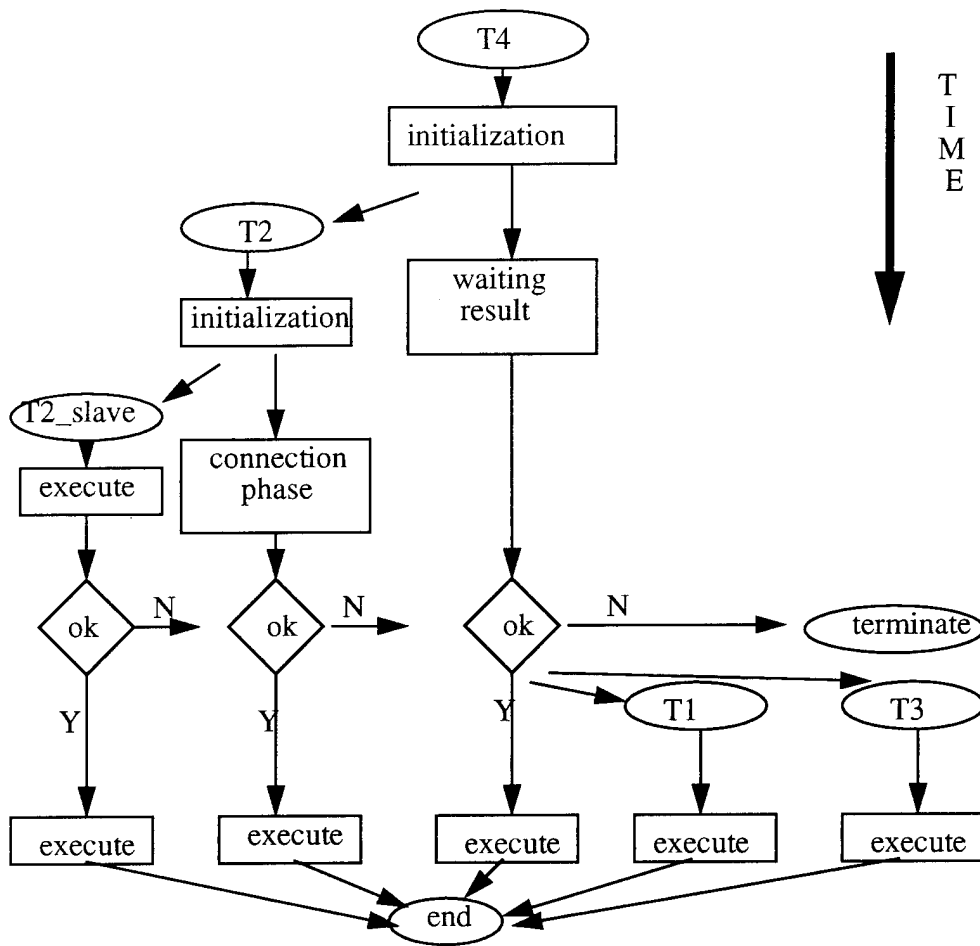 T4
T
I
M
E
initialization
T2
waiting
result
initialization
T2_slave
connection
phase
execute
ok
N
ok
N
ok
N
terminate
Y
Y
Y
T1
T3
execute
execute
execute
execute
execute
end